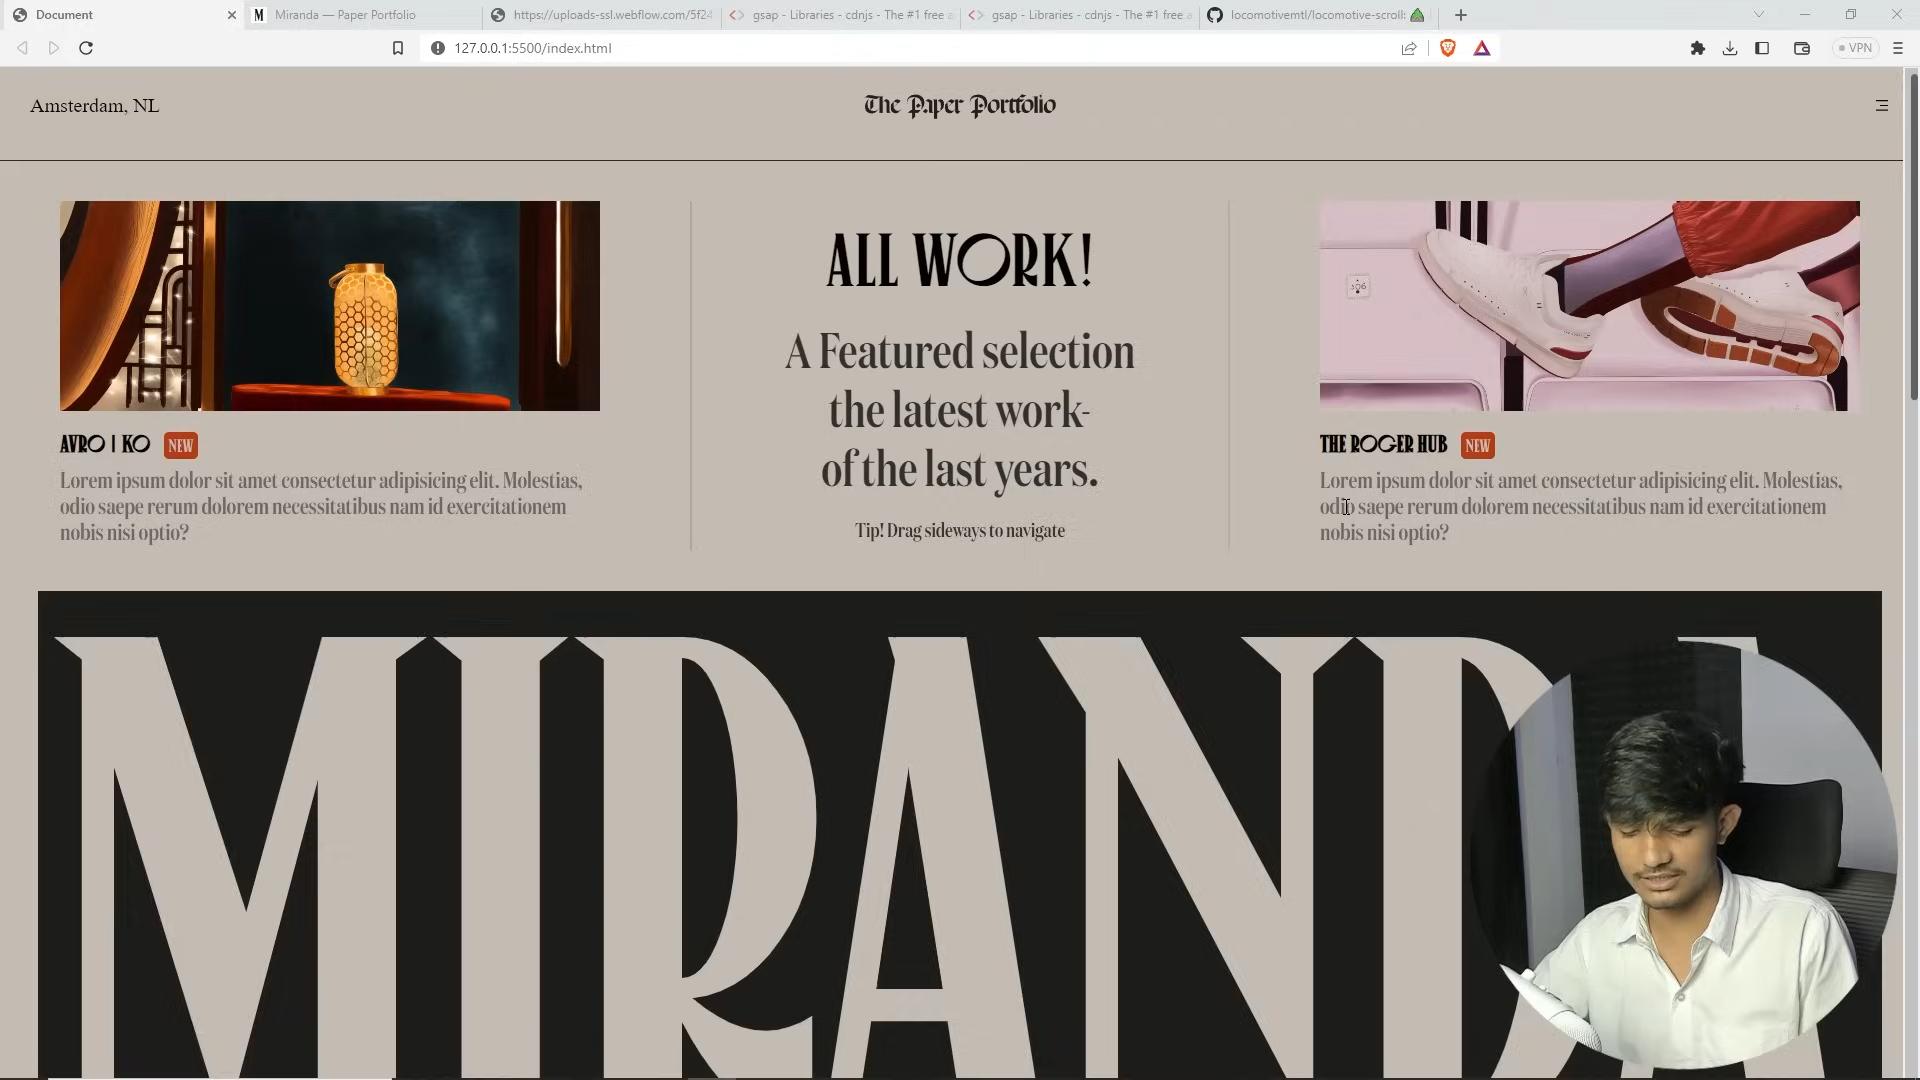 Document
Miranda — Paper Portfolio
https://uploads-ssl.webflow.com/5f24
gsap - Libraries - cdnjs - The #1 free a
gsap - Libraries - cdnjs - The #1 free a
locomotivemtl/locomotive-scroll:
127.0.0.1:5500/index.html
VPN
Amsterdam, NL
The Paper Portfolio
ALL WORK!
A Featured selection
the latest work-
of the last years.
Tip! Drag sideways to navigate
AVRO | KO NEW
Lorem ipsum dolor sit amet consectetur adipisicing elit. Molestias,
odio saepe rerum dolorem necessitatibus nam id exercitationem
nobis nisi optio?
THE ROGER HUB NEW
Lorem ipsum dolor sit amet consectetur adipisicing elit. Molestias,
odio saepe rerum dolorem necessitatibus nam id exercitationem
nobis nisi optio?
MIRANDA